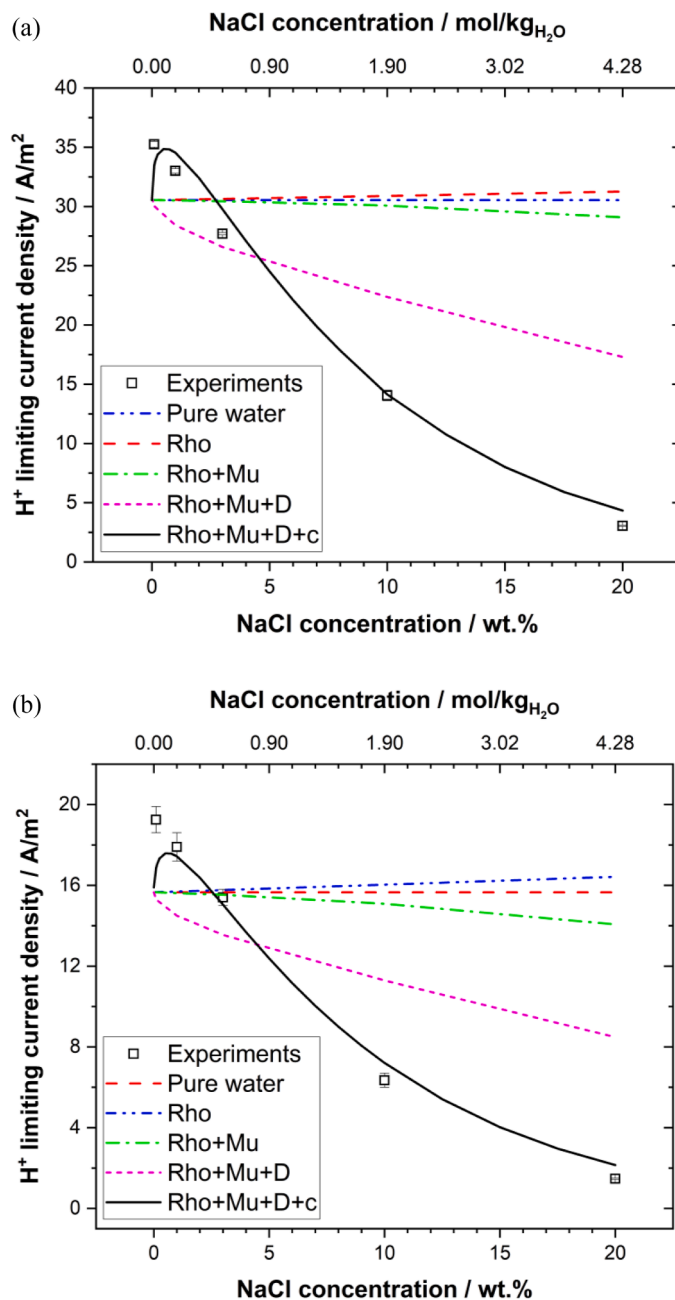 (a)
NaCl concentration / mol/kg_H₂O
0.00 0.90 1.90 3.02 4.28
40
35
30
25
20
15
10
5
0
H⁺ limiting current density / A/m²
Experiments
Pure water
Rho
Rho+Mu
Rho+Mu+D
Rho+Mu+D+c
0 5 10 15 20
NaCl concentration / wt.%
(b)
NaCl concentration / mol/kg_H₂O
0.00 0.90 1.90 3.02 4.28
20
16
12
8
4
0
H⁺ limiting current density / A/m²
Experiments
Pure water
Rho
Rho+Mu
Rho+Mu+D
Rho+Mu+D+c
0 5 10 15 20
NaCl concentration / wt.%